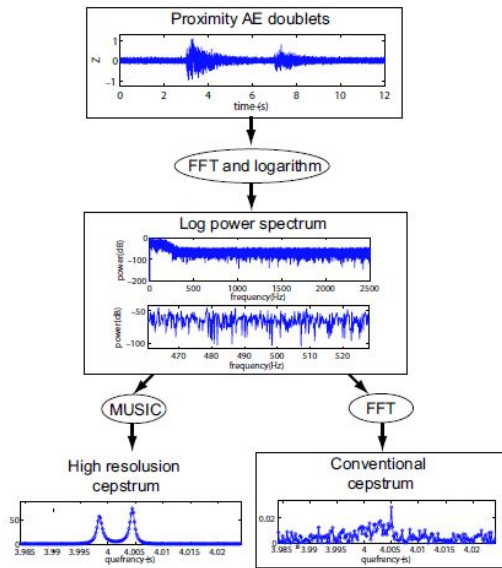 Proximity AE doublets
1
0
-1
Z
0 2 4 6 8 10 12
time (s)
FFT and logarithm
Log power spectrum
0
-100
-200
power(dB)
0 500 1000 1500 2000 2500
frequency(Hz)
-50
-100
power(dB)
470 480 490 500 510 520
frequency(Hz)
MUSIC
FFT
High resolusion
cepstrum
50
0
3.985 3.99 3.995 4 4.005 4.01 4.015 4.02
quefrency (s)
Conventional
cepstrum
0.02
0
3.985 3.99 3.995 4 4.005 4.01 4.015 4.02
quefrency (s)